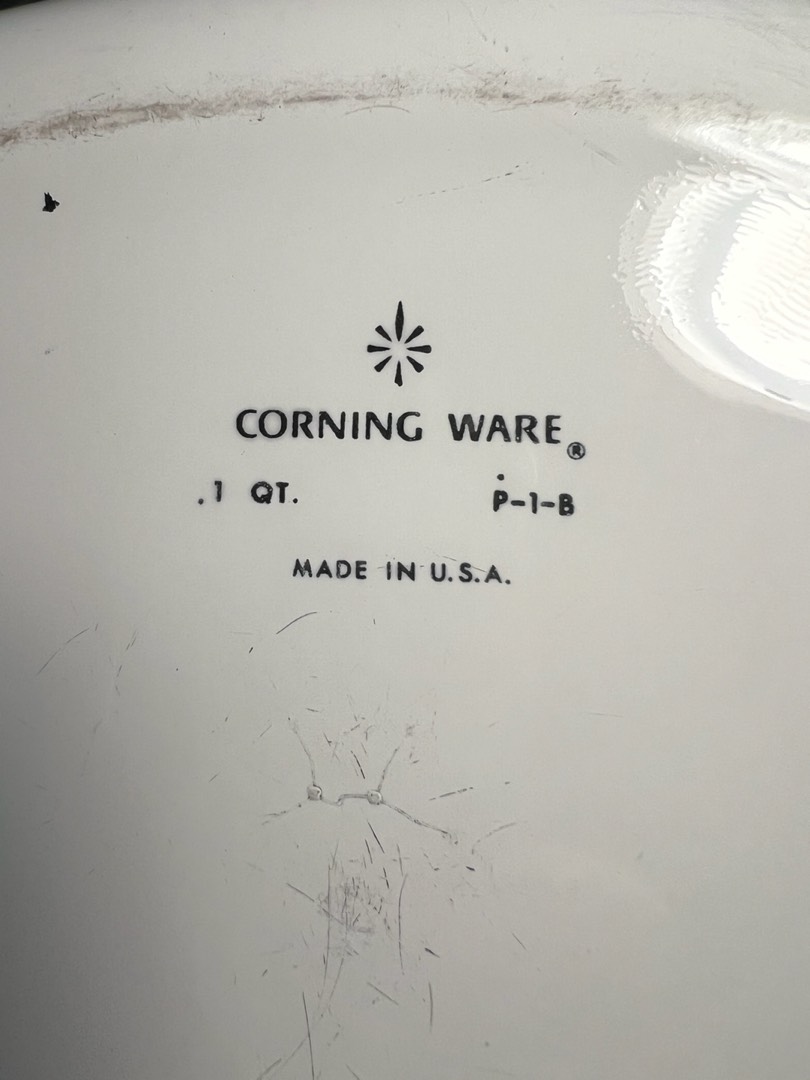 CORNING WARE®
.1 QT. P-1-B
MADE IN U.S.A.